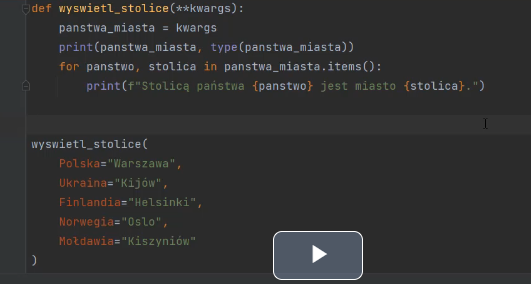 def wyswietl_stolice(**kwargs):
    panstwa_miasta = kwargs
    print(panstwa_miasta, type(panstwa_miasta))
    for panstwo, stolica in panstwa_miasta.items():
        print(f"Stolicą państwa {panstwo} jest miasto {stolica}.")
wyswietl_stolice(
    Polska="Warszawa",
    Ukraina="Kijów",
    Finlandia="Helsinki",
    Norwegia="Oslo",
    Mołdawia="Kiszyniów"
)